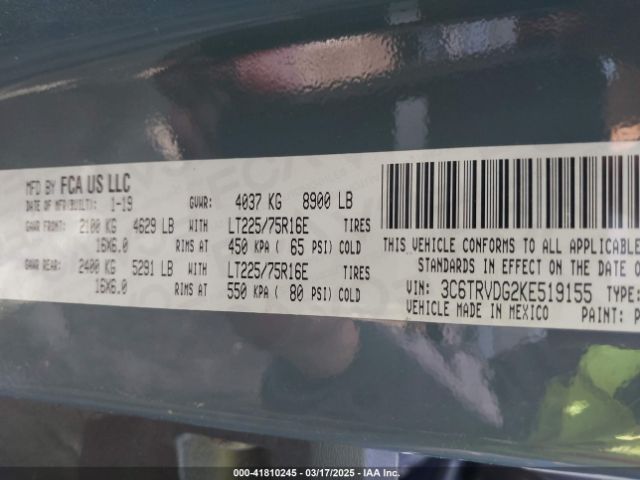 MFD BY FCA US LLC
DATE OF MFR(BUILT): 1-19 GVWR: 4037 KG 8900 LB
GAWR FRONT: 2100 KG 4629 LB WITH LT225/75R16E TIRES
16X6.0 RIMS AT 450 KPA ( 65 PSI) COLD
GAWR REAR: 2400 KG 5291 LB WITH LT225/75R16E TIRES
16X6.0 RIMS AT 550 KPA ( 80 PSI) COLD
THIS VEHICLE CONFORMS TO ALL APPLICABLE
STANDARDS IN EFFECT ON THE DATE O
VIN: 3C6TRVDG2KE519155 TYPE:
VEHICLE MADE IN MEXICO PAINT: P
000-41810245 - 03/17/2025 - IAA Inc.